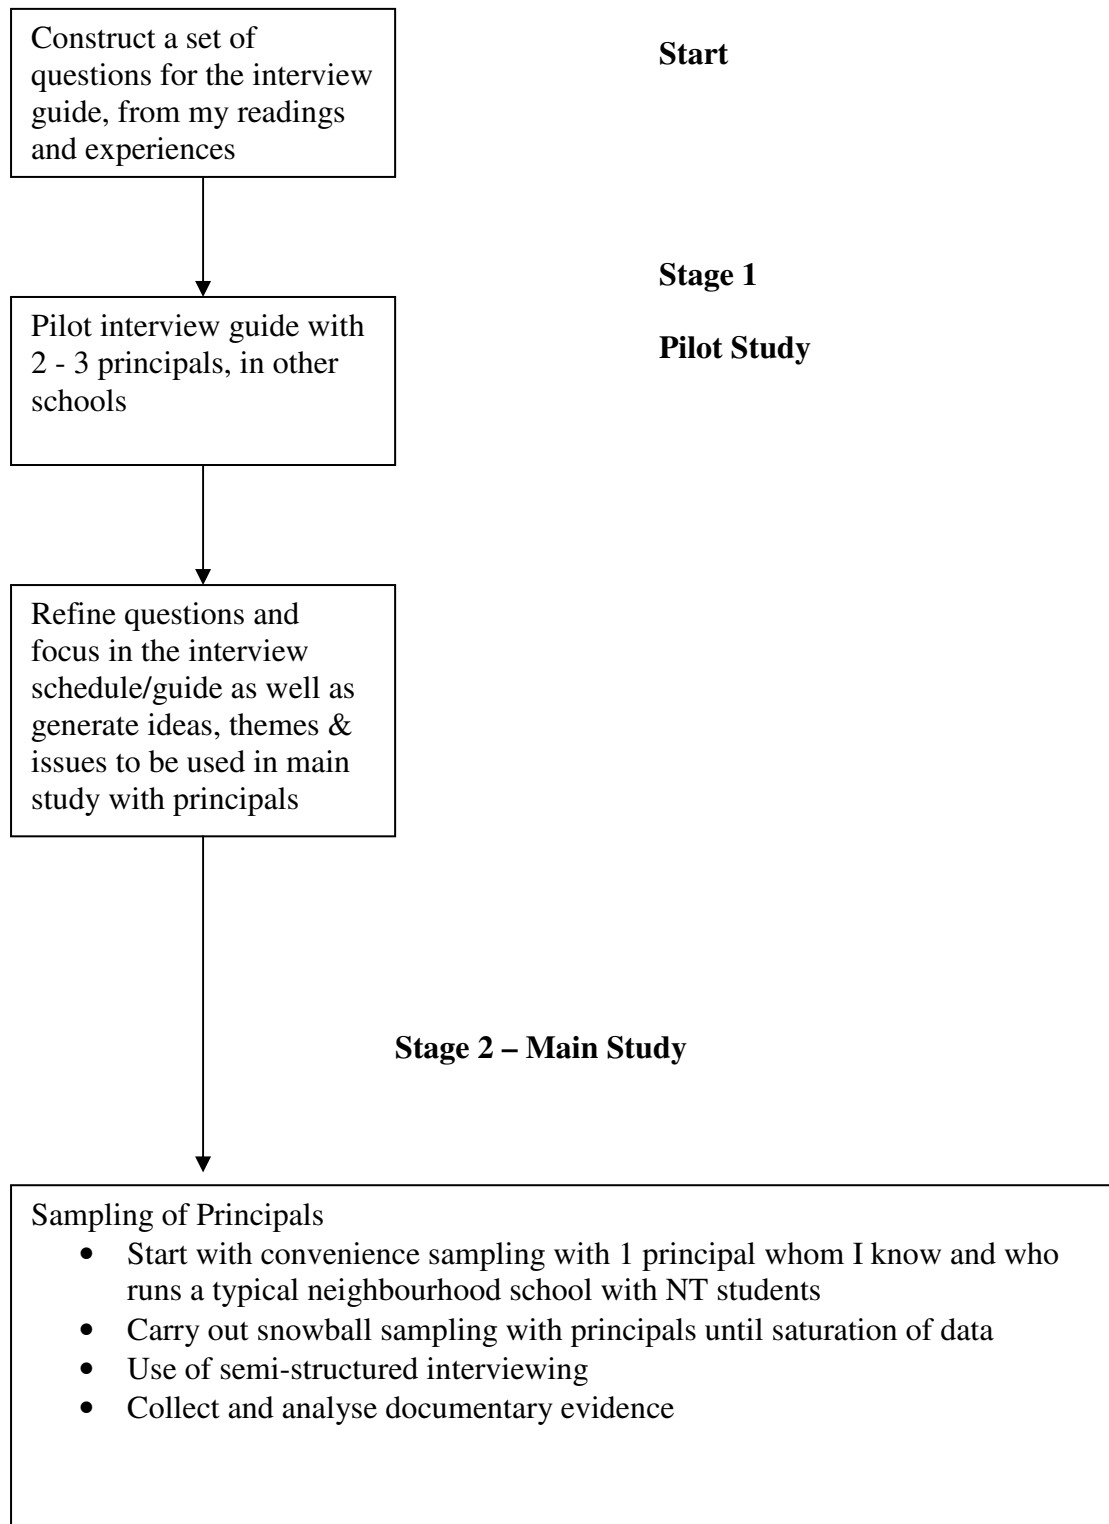 Construct a set of
questions for the interview
guide, from my readings
and experiences
Start
Stage 1
Pilot Study
Pilot interview guide with
2 - 3 principals, in other
schools
Refine questions and
focus in the interview
schedule/guide as well as
generate ideas, themes &
issues to be used in main
study with principals
Stage 2 – Main Study
Sampling of Principals
• Start with convenience sampling with 1 principal whom I know and who
runs a typical neighbourhood school with NT students
• Carry out snowball sampling with principals until saturation of data
• Use of semi-structured interviewing
• Collect and analyse documentary evidence